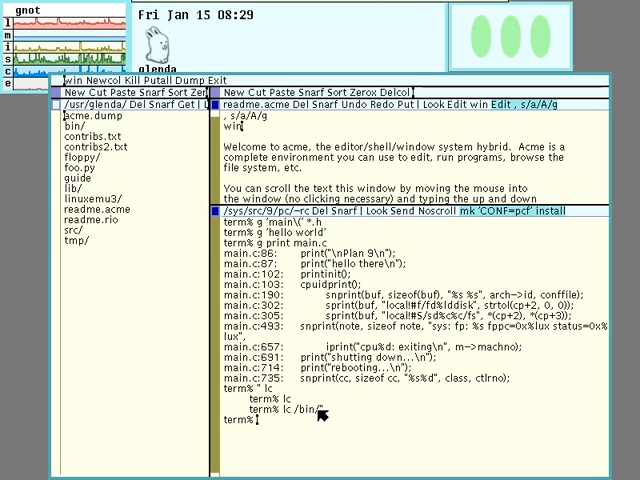 gnot
l
m
i
s
c
e
Fri Jan 15 08:29
glenda
win Newcol Kill Putall Dump Exit
New Cut Paste Snarf Sort Zer
New Cut Paste Snarf Sort Zerox Delcol
/usr/glenda/ Del Snarf Get | L
acme.dump
bin/
contribs.txt
contribs2.txt
floppy/
foo.py
guide
lib/
linuxemu3/
readme.acme
readme.rio
src/
tmp/
readme.acme Del Snarf Undo Redo Put | Look Edit win Edit , s/a/A/g
, s/a/A/g
win
Welcome to acme, the editor/shell/window system hybrid.  Acme is a
complete environment you can use to edit, run programs, browse the
file system, etc.
You can scroll the text this window by moving the mouse into
the window (no clicking necessary) and typing the up and down
/sys/src/9/pc/-rc Del Snarf | Look Send Noscroll mk 'CONF=pcf' install
term% g 'main\(' *.h
term% g 'hello world'
term% g print main.c
main.c:86: print("\nPlan 9\n");
main.c:87: print("hello there\n");
main.c:102: printinit();
main.c:103: cpuidprint();
main.c:190: snprint(buf, sizeof(buf), "%s %s", arch->id, conffile);
main.c:302: sprint(buf, "local!#f/fd%lddisk", strtol(cp+2, 0, 0));
main.c:305: sprint(buf, "local!#S/sd%c%c/fs", *(cp+2), *(cp+3));
main.c:493: snprint(note, sizeof note, "sys: fp: %s fppc=0x%lux status=0x%
lux",
main.c:657: iprint("cpu%d: exiting\n", m->machno);
main.c:691: print("shutting down...\n");
main.c:714: print("rebooting...\n");
main.c:735: snprint(cc, sizeof cc, "%s%d", class, ctlrno);
term% " lc
term% lc
term% lc /bin/"
term%